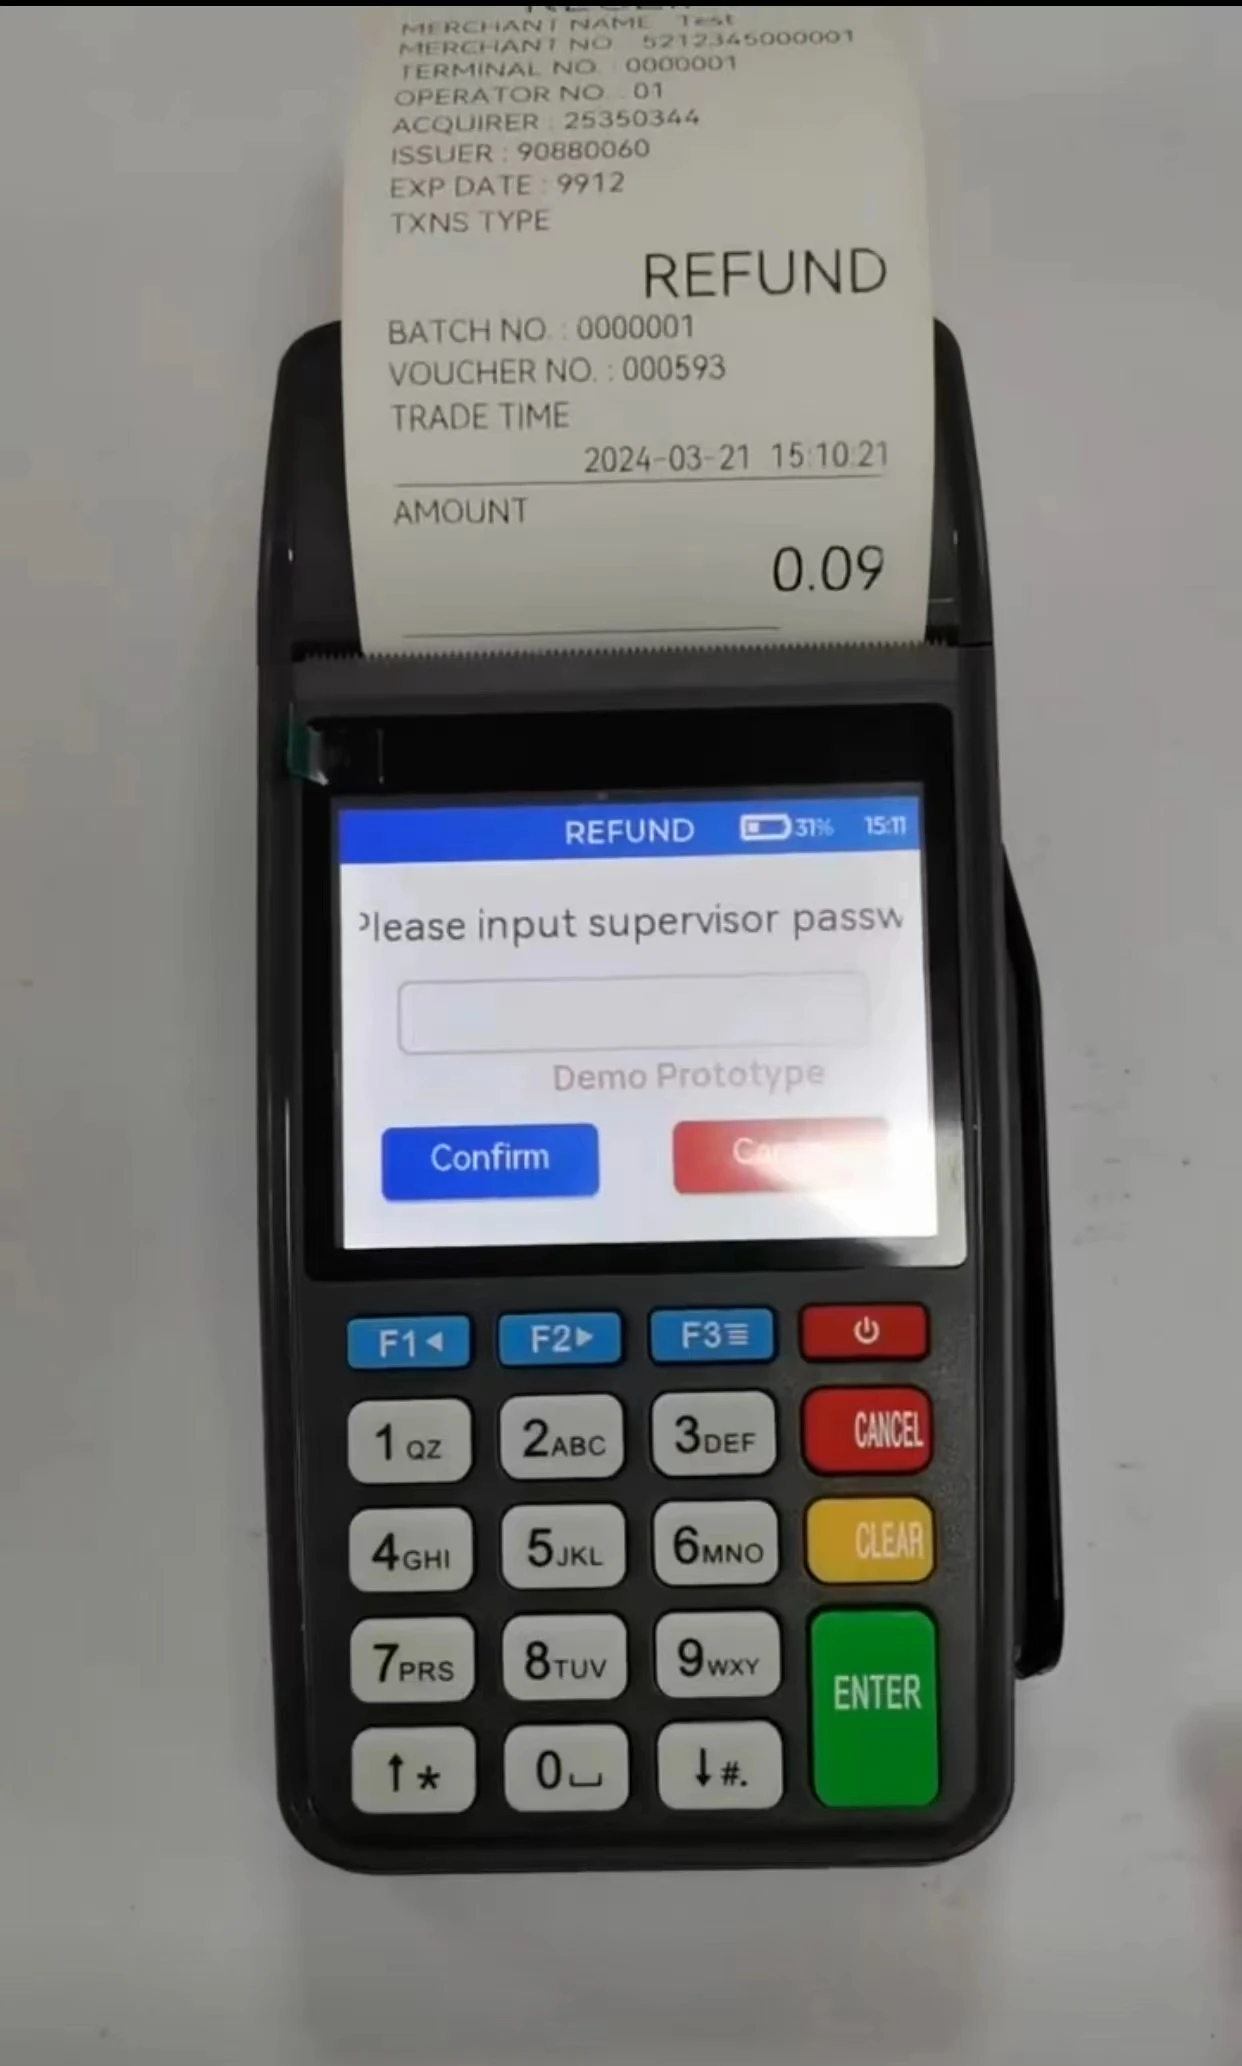 MERCHANT NAME Test
MERCHANT NO 5212345000001
TERMINAL NO. : 0000001
OPERATOR NO. : 01
ACQUIRER : 25350344
ISSUER : 90880060
EXP DATE : 9912
TXNS TYPE
REFUND
BATCH NO. : 0000001
VOUCHER NO. : 000593
TRADE TIME
2024-03-21 15:10:21
AMOUNT
0.09
REFUND 31% 15:11
Please input supervisor passw
Demo Prototype
Confirm
F1 F2 F3
1 QZ 2 ABC 3 DEF CANCEL
4 GHI 5 JKL 6 MNO CLEAR
7 PRS 8 TUV 9 WXY ENTER
* 0 #.